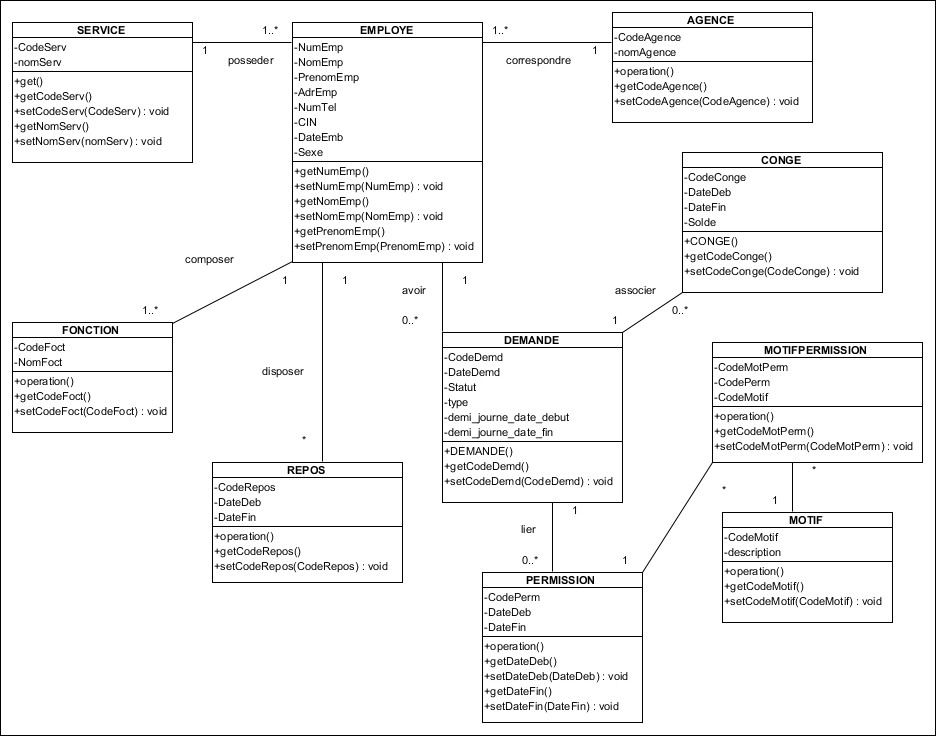 SERVICE
-CodeServ
-nomServ
+get()
+getCodeServ()
+setCodeServ(CodeServ) : void
+getNomServ()
+setNomServ(nomServ) : void
1
1..*
posseder
EMPLOYE
-NumEmp
-NomEmp
-PrenomEmp
-AdrEmp
-NumTel
-CIN
-DateEmb
-Sexe
+getNumEmp()
+setNumEmp(NumEmp) : void
+getNomEmp()
+setNomEmp(NomEmp) : void
+getPrenomEmp()
+setPrenomEmp(PrenomEmp) : void
1..*
1
correspondre
AGENCE
-CodeAgence
-nomAgence
+operation()
+getCodeAgence()
+setCodeAgence(CodeAgence) : void
CONGE
-CodeConge
-DateDeb
-DateFin
-Solde
+CONGE()
+getCodeConge()
+setCodeConge(CodeConge) : void
composer
1
1..*
FONCTION
-CodeFoct
-NomFoct
+operation()
+getCodeFoct()
+setCodeFoct(CodeFoct) : void
1
disposer
*
REPOS
-CodeRepos
-DateDeb
-DateFin
+operation()
+getCodeRepos()
+setCodeRepos(CodeRepos) : void
1
avoir
0..*
associer
0..*
1
DEMANDE
-CodeDemd
-DateDemd
-Statut
-type
-demi_journe_date_debut
-demi_journe_date_fin
+DEMANDE()
+getCodeDemd()
+setCodeDemd(CodeDemd) : void
MOTIFPERMISSION
-CodeMotPerm
-CodePerm
-CodeMotif
+operation()
+getCodeMotPerm()
+setCodeMotPerm(CodeMotPerm) : void
*
1
*
1
MOTIF
-CodeMotif
-description
+operation()
+getCodeMotif()
+setCodeMotif(CodeMotif) : void
1
lier
0..*
PERMISSION
-CodePerm
-DateDeb
-DateFin
+operation()
+getDateDeb()
+setDateDeb(DateDeb) : void
+getDateFin()
+setDateFin(DateFin) : void